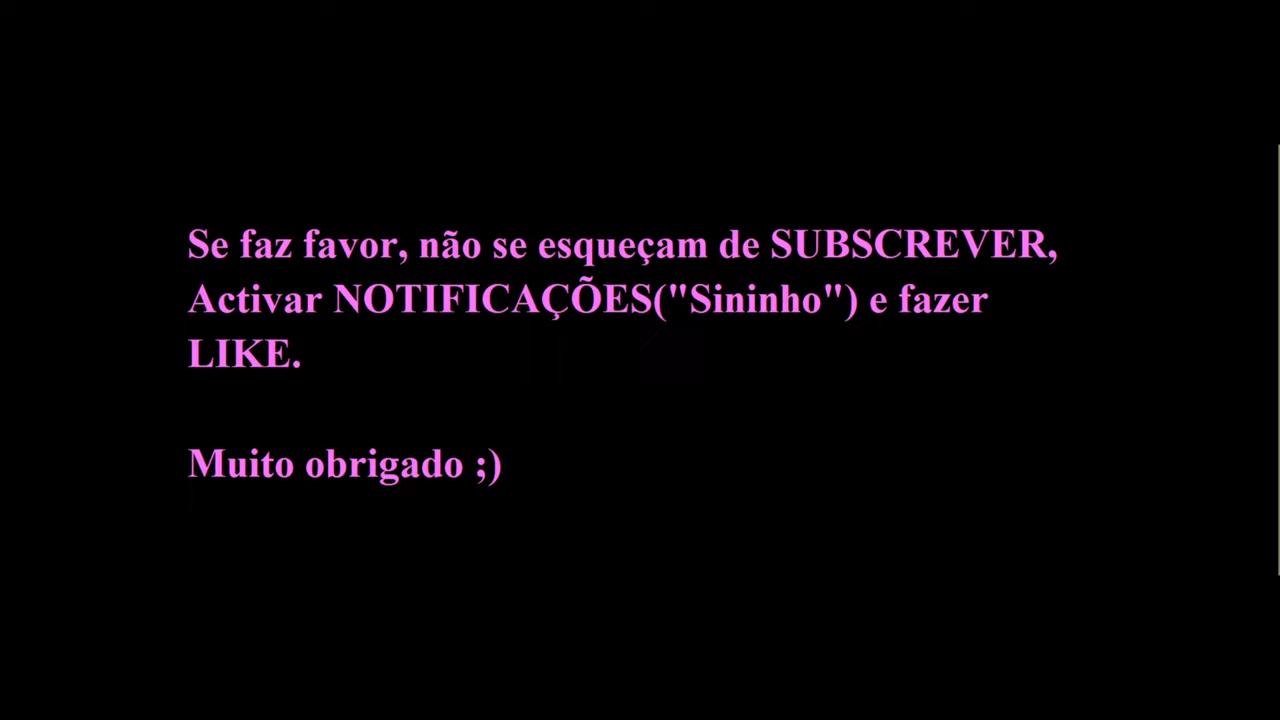 Se faz favor, não se esqueçam de SUBSCREVER,
Activar NOTIFICAÇÕES("Sininho") e fazer
LIKE.
Muito obrigado ;)